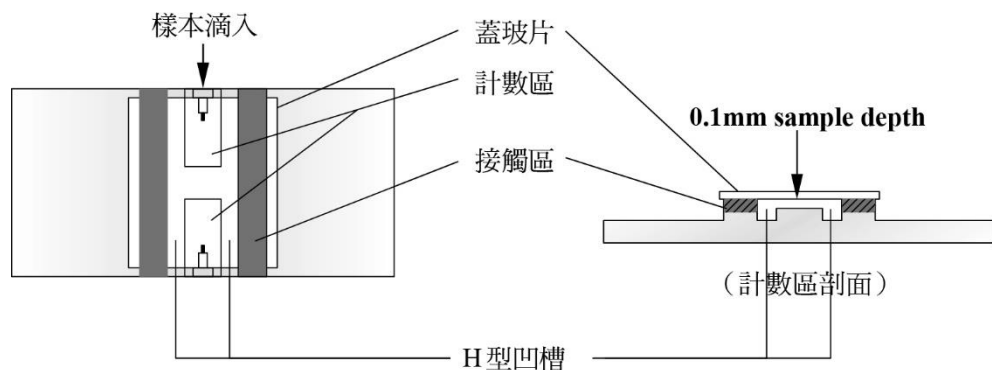 樣本滴入
蓋玻片
計數區
接觸區
0.1mm sample depth
（計數區剖面）
H型凹槽